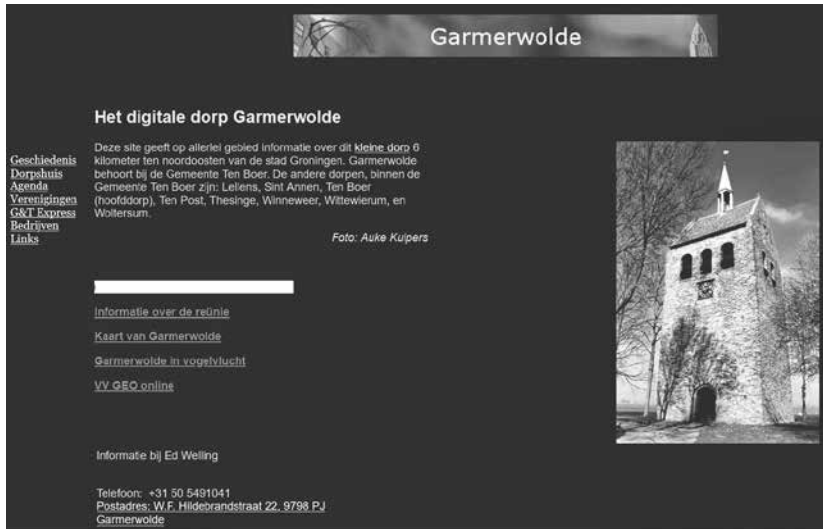 Garmerwolde
Het digitale dorp Garmerwolde
Deze site geeft op allerlei gebied informatie over dit kleine dorp 6
kilometer ten noordoosten van de stad Groningen. Garmerwolde
behoort bij de Gemeente Ten Boer. De andere dorpen, binnen de
Gemeente Ten Boer zijn: Lellens, Sint Annen, Ten Boer
(hoofddorp), Ten Post, Thesinge, Winneweer, Wittewierum, en
Woltersum.
Foto: Auke Kuipers
Geschiedenis
Dorpshuis
Agenda
Verenigingen
G&T Express
Bedrijven
Links
Informatie over de reünie
Kaart van Garmerwolde
Garmerwolde in vogelvlucht
VV GEO online
Informatie bij Ed Welling
Telefoon: +31 50 5491041
Postadres: W.F. Hildebrandstraat 22, 9798 PJ
Garmerwolde